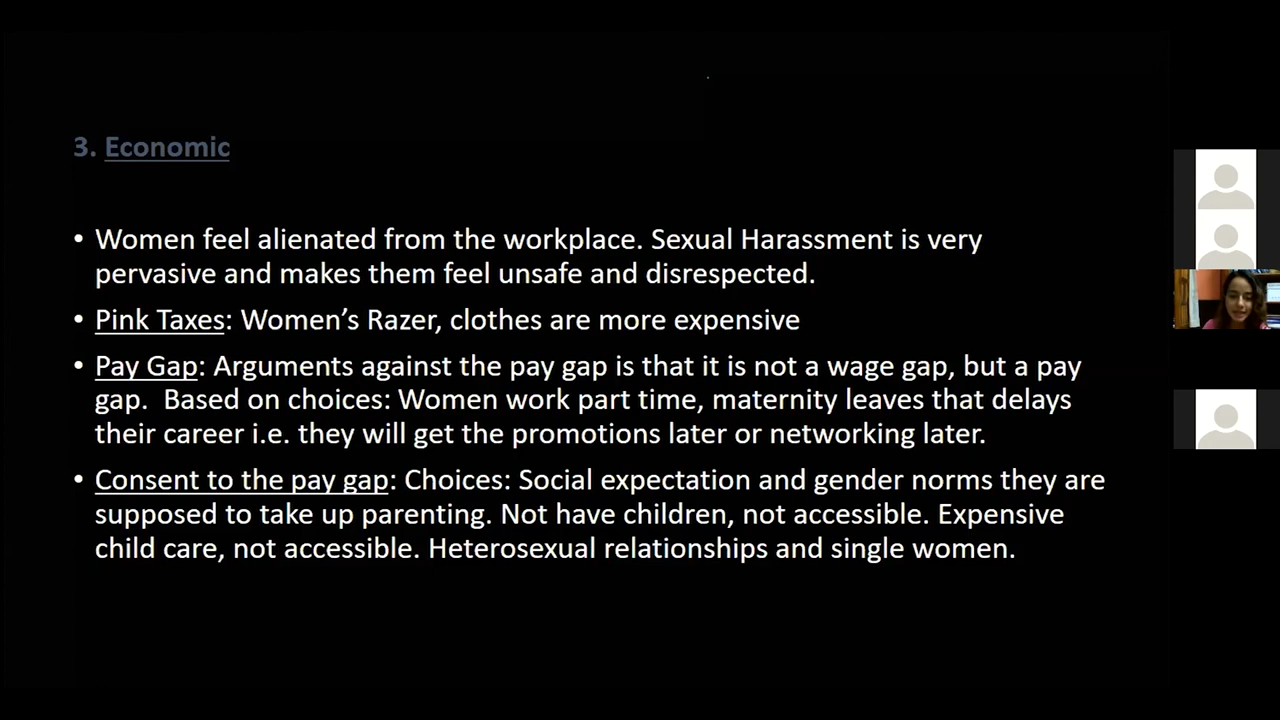 3. Economic
• Women feel alienated from the workplace. Sexual Harassment is very
pervasive and makes them feel unsafe and disrespected.
• Pink Taxes: Women’s Razer, clothes are more expensive
• Pay Gap: Arguments against the pay gap is that it is not a wage gap, but a pay
gap.  Based on choices: Women work part time, maternity leaves that delays
their career i.e. they will get the promotions later or networking later.
• Consent to the pay gap: Choices: Social expectation and gender norms they are
supposed to take up parenting. Not have children, not accessible. Expensive
child care, not accessible. Heterosexual relationships and single women.